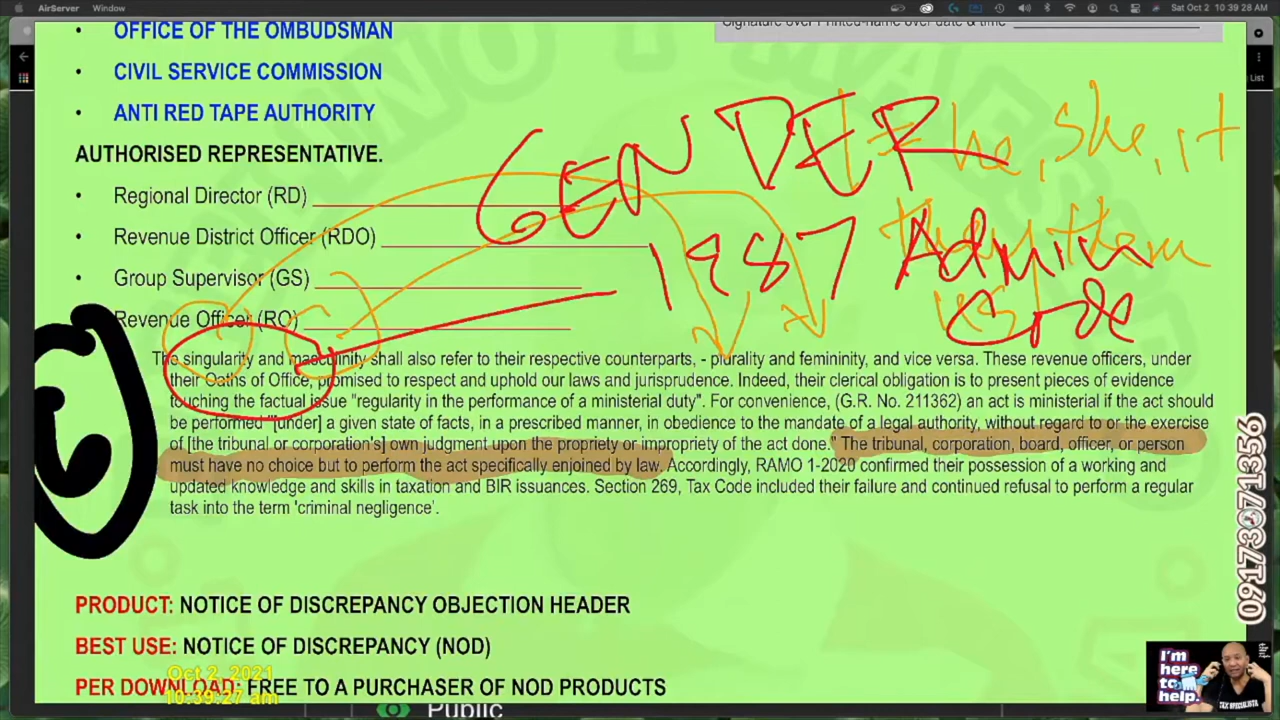 AirServer Window Sat Oct 2 10:39:28 AM
Signature over Printed-name over date & time
• OFFICE OF THE OMBUDSMAN
• CIVIL SERVICE COMMISSION
• ANTI RED TAPE AUTHORITY
AUTHORISED REPRESENTATIVE.
• Regional Director (RD)
• Revenue District Officer (RDO)
• Group Supervisor (GS)
Revenue Officer (RO)
GENDER
he, she, it
1987 Admin
Code
The singularity and masculinity shall also refer to their respective counterparts, - plurality and femininity, and vice versa. These revenue officers, under
their Oaths of Office, promised to respect and uphold our laws and jurisprudence. Indeed, their clerical obligation is to present pieces of evidence
touching the factual issue "regularity in the performance of a ministerial duty". For convenience, (G.R. No. 211362) an act is ministerial if the act should
be performed "[under] a given state of facts, in a prescribed manner, in obedience to the mandate of a legal authority, without regard to or the exercise
of [the tribunal or corporation's] own judgment upon the propriety or impropriety of the act done." The tribunal, corporation, board, officer, or person
must have no choice but to perform the act specifically enjoined by law. Accordingly, RAMO 1-2020 confirmed their possession of a working and
updated knowledge and skills in taxation and BIR issuances. Section 269, Tax Code included their failure and continued refusal to perform a regular
task into the term 'criminal negligence'.
PRODUCT: NOTICE OF DISCREPANCY OBJECTION HEADER
BEST USE: NOTICE OF DISCREPANCY (NOD)
PER DOWNLOAD: FREE TO A PURCHASER OF NOD PRODUCTS
Oct 2, 2021
10:39:27 am
Public
List
09173071356
I'm
here
to
help.
TAX SPECIALISTA